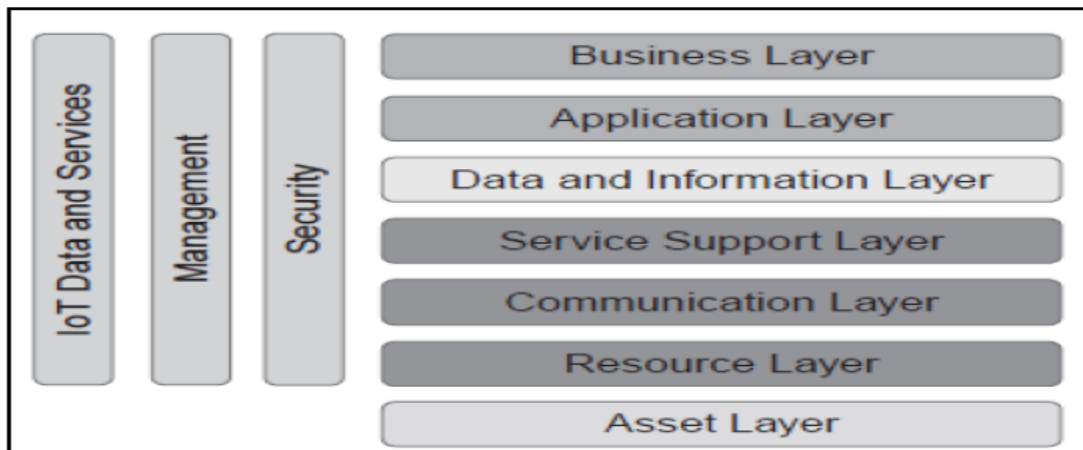 IoT Data and Services
Management
Security
Business Layer
Application Layer
Data and Information Layer
Service Support Layer
Communication Layer
Resource Layer
Asset Layer